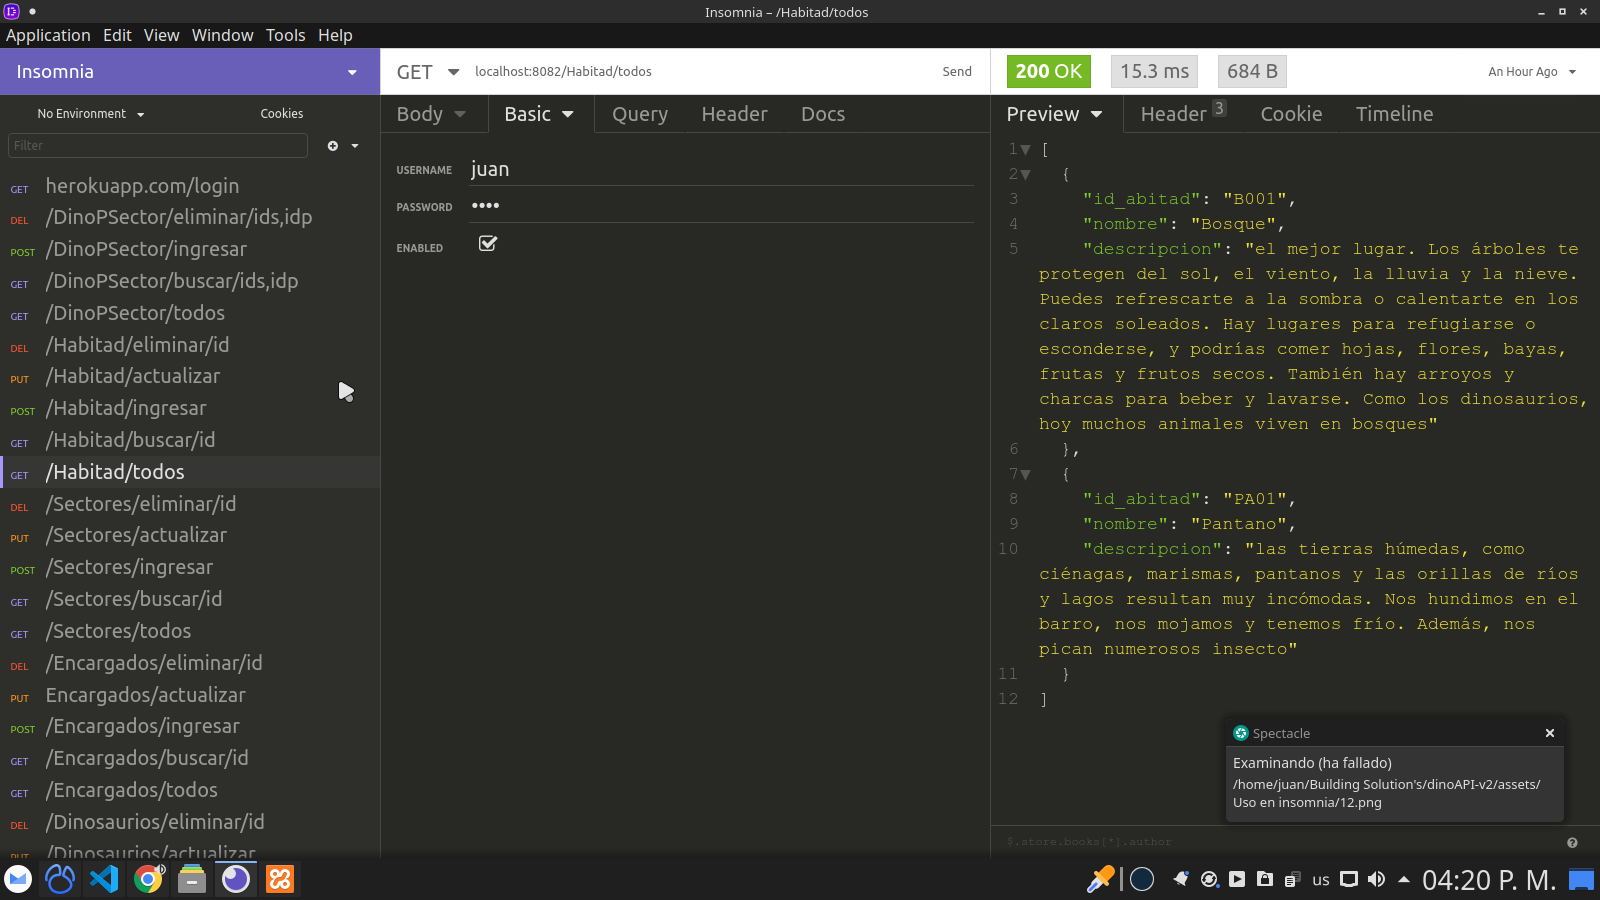 Insomnia – /Habitad/todos
Application Edit View Window Tools Help
Insomnia
GET localhost:8082/Habitad/todos Send
200 OK 15.3 ms 684 B An Hour Ago
No Environment Cookies
Filter
GET herokuapp.com/login
DEL /DinoPSector/eliminar/ids,idp
POST /DinoPSector/ingresar
GET /DinoPSector/buscar/ids,idp
GET /DinoPSector/todos
DEL /Habitad/eliminar/id
PUT /Habitad/actualizar
POST /Habitad/ingresar
GET /Habitad/buscar/id
GET /Habitad/todos
DEL /Sectores/eliminar/id
PUT /Sectores/actualizar
POST /Sectores/ingresar
GET /Sectores/buscar/id
GET /Sectores/todos
DEL /Encargados/eliminar/id
PUT Encargados/actualizar
POST /Encargados/ingresar
GET /Encargados/buscar/id
GET /Encargados/todos
DEL /Dinosaurios/eliminar/id
PUT /Dinosaurios/actualizar
Body Basic Query Header Docs
USERNAME juan
PASSWORD ••••
ENABLED
Preview Header 3 Cookie Timeline
1 [
2 {
3 "id_abitad": "B001",
4 "nombre": "Bosque",
5 "descripcion": "el mejor lugar. Los árboles te
protegen del sol, el viento, la lluvia y la nieve.
Puedes refrescarte a la sombra o calentarte en los
claros soleados. Hay lugares para refugiarse o
esconderse, y podrías comer hojas, flores, bayas,
frutas y frutos secos. También hay arroyos y
charcas para beber y lavarse. Como los dinosaurios,
hoy muchos animales viven en bosques"
6 },
7 {
8 "id_abitad": "PA01",
9 "nombre": "Pantano",
10 "descripcion": "las tierras húmedas, como
ciénagas, marismas, pantanos y las orillas de ríos
y lagos resultan muy incómodas. Nos hundimos en el
barro, nos mojamos y tenemos frío. Además, nos
pican numerosos insecto"
11 }
12 ]
Spectacle
Examinando (ha fallado)
/home/juan/Building Solution's/dinoAPI-v2/assets/
Uso en insomnia/12.png
$.store.books[*].author
us 04:20 P. M.